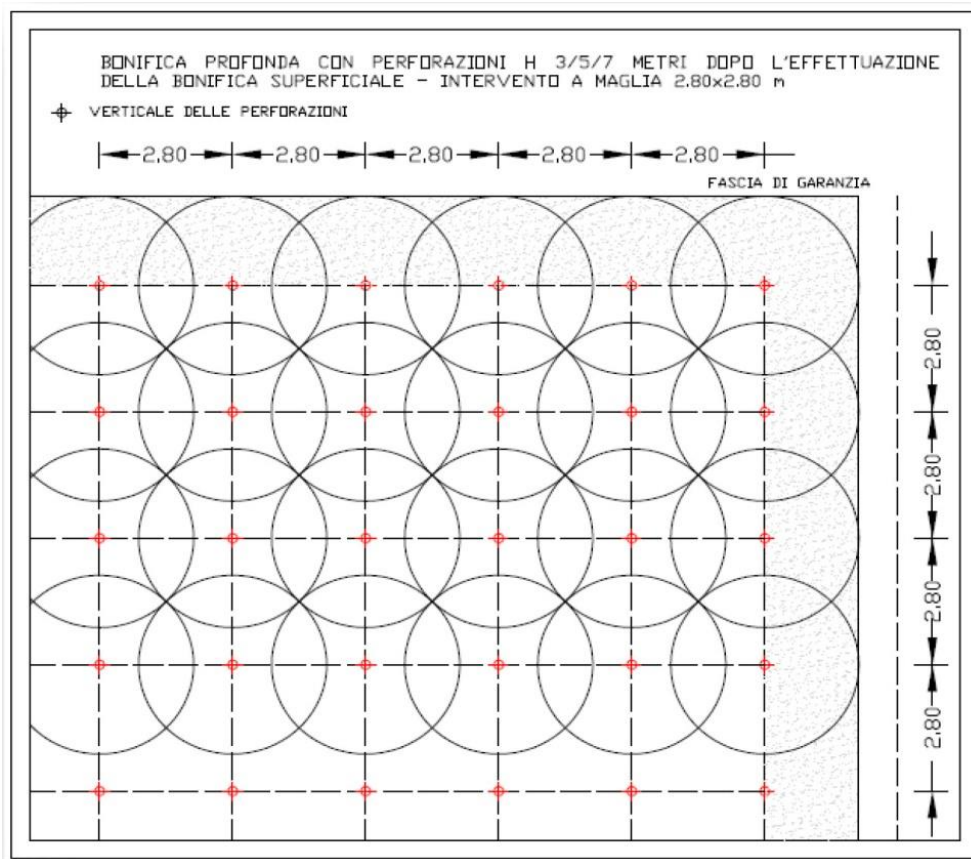 BONIFICA PROFONDA CON PERFORAZIONI H 3/5/7 METRI DOPO L'EFFETTUAZIONE
DELLA BONIFICA SUPERFICIALE - INTERVENTO A MAGLIA 2.80x2.80 m
VERTICALE DELLE PERFORAZIONI
2,80 2,80 2,80 2,80 2,80
FASCIA DI GARANZIA
2,80
2,80
2,80
2,80